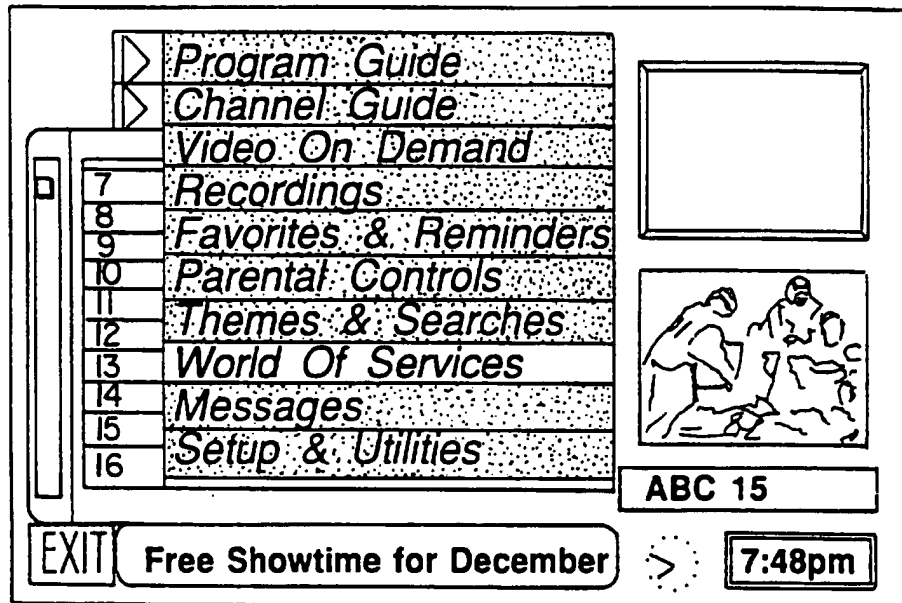 Program Guide
Channel Guide
Video On Demand
7
Recordings
8
9
Favorites & Reminders
10
Parental Controls
11
12
Themes & Searches
13
World Of Services
14
Messages
15
16
Setup & Utilities
ABC 15
EXIT
Free Showtime for December
7:48pm